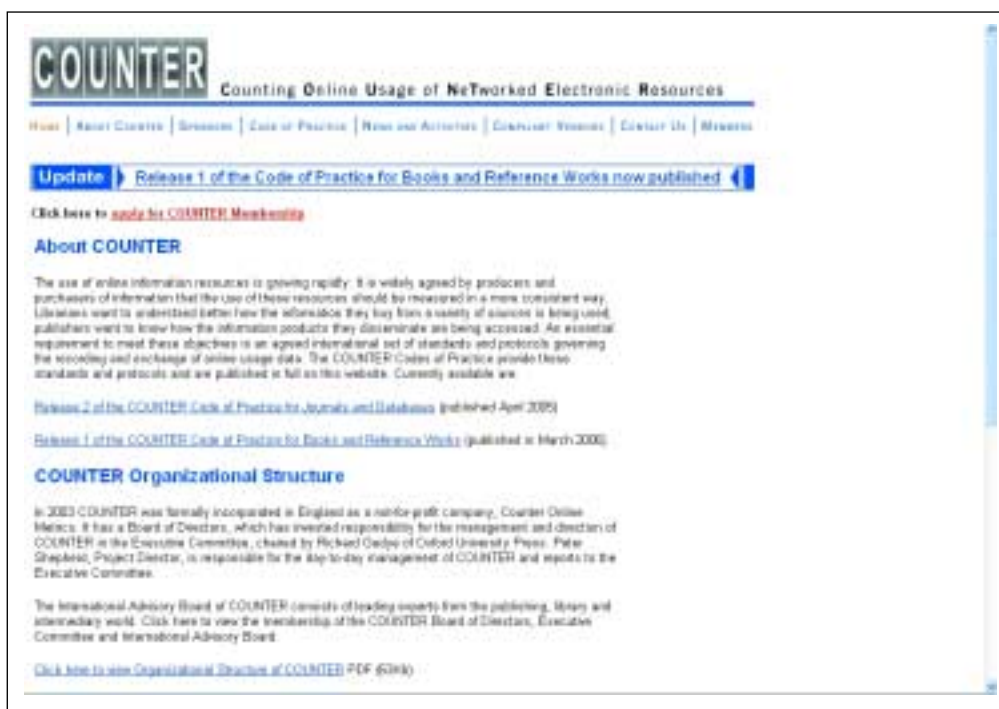 COUNTER
Counting Online Usage of NeTworked Electronic Resources
Home | About Counter | Sponsors | Code of Practice | News and Activities | Compliant Vendors | Contact Us | Members
Update Release 1 of the Code of Practice for Books and Reference Works now published
Click here to apply for COUNTER Membership
About COUNTER
The use of online information resources is growing rapidly. It is widely agreed by producers and
purchasers of information that the use of these resources should be measured in a more consistent way.
Librarians want to understand better how the information they buy from a variety of sources is being used;
publishers want to know how the information products they disseminate are being accessed. An essential
requirement to meet these objectives is an agreed international set of standards and protocols governing
the recording and exchange of online usage data. The COUNTER Codes of Practice provide these
standards and protocols and are published in full on this website. Currently available are
Release 2 of the COUNTER Code of Practice for Journals and Databases (published April 2005)
Release 1 of the COUNTER Code of Practice for Books and Reference Works (published in March 2006)
COUNTER Organizational Structure
In 2003 COUNTER was formally incorporated in England as a not-for-profit company, Counter Online
Metrics. It has a Board of Directors, which has invested responsibility for the management and direction of
COUNTER in the Executive Committee, chaired by Richard Gedye of Oxford University Press. Peter
Shepherd, Project Director, is responsible for the day-to-day management of COUNTER and reports to the
Executive Committee.
The International Advisory Board of COUNTER consists of leading experts from the publishing, library and
intermediary world. Click here to view the membership of the COUNTER Board of Directors, Executive
Committee and International Advisory Board
Click here to view Organizational Structure of COUNTER PDF